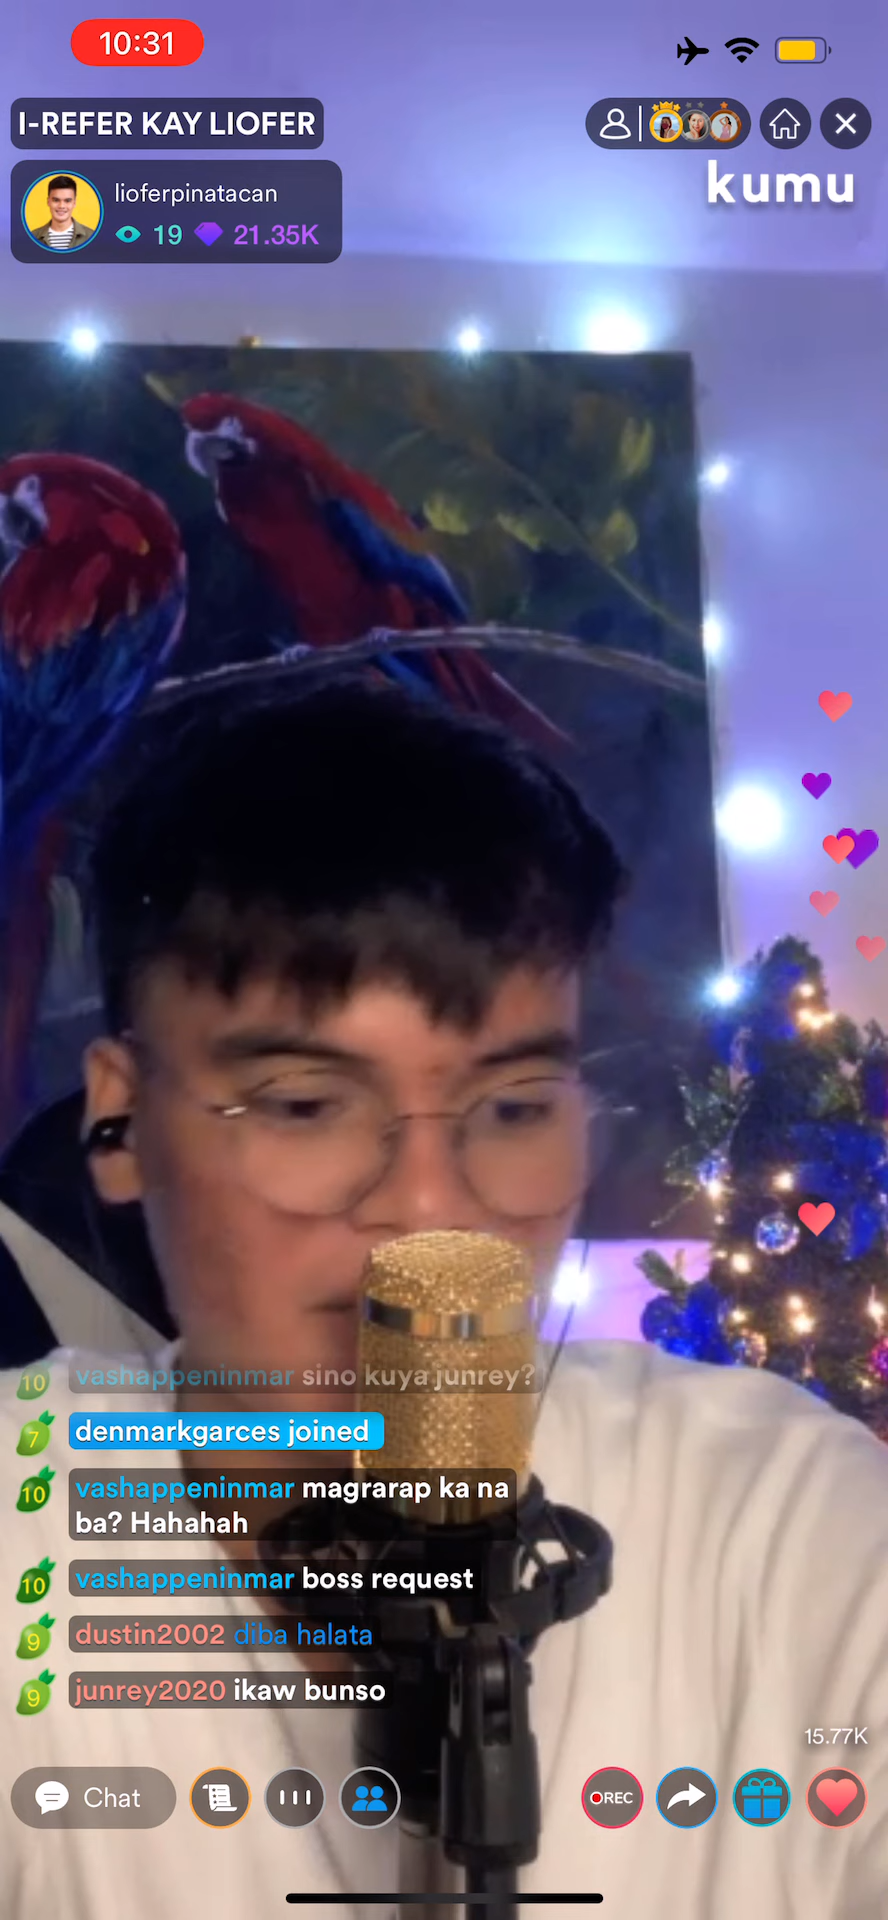 10:31
I-REFER KAY LIOFER
kumu
lioferpinatacan
19 21.35K
10 vashappeninmar sino kuya junrey?
7 denmarkgarces joined
10 vashappeninmar magrarap ka na
ba? Hahahah
10 vashappeninmar boss request
9 dustin2002 diba halata
9 junrey2020 ikaw bunso
15.77K
Chat
REC